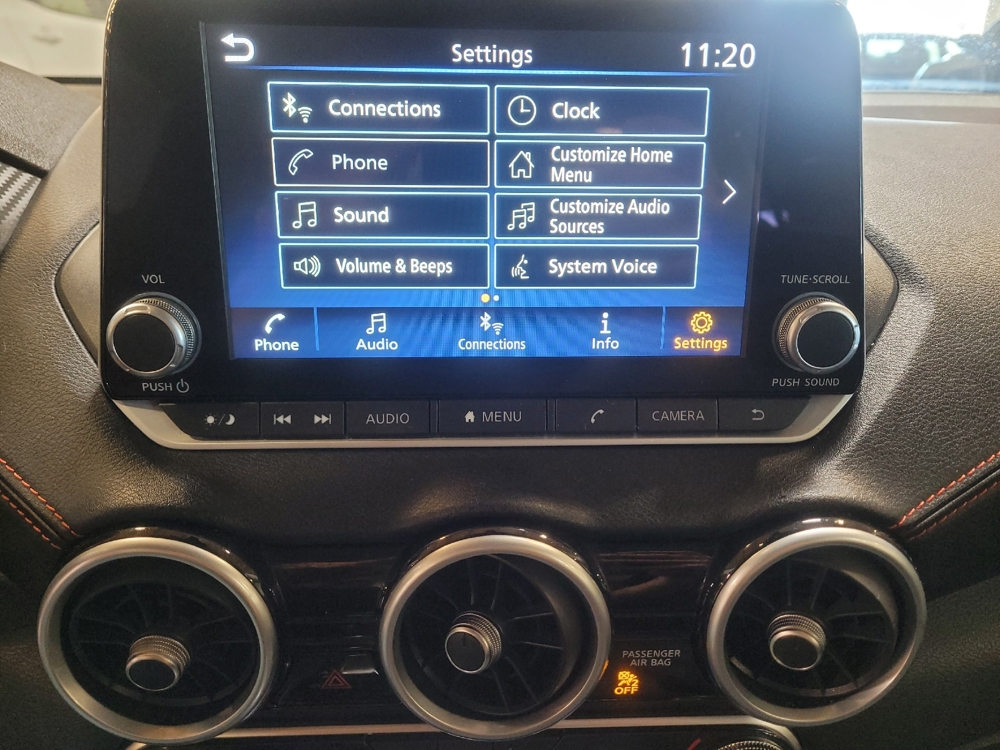 Settings
11:20
Connections
Clock
Phone
Customize Home
Menu
Sound
Customize Audio
Sources
Volume & Beeps
System Voice
Phone
Audio
Connections
Info
Settings
VOL
TUNE·SCROLL
PUSH
PUSH SOUND
AUDIO
MENU
CAMERA
PASSENGER
AIR BAG
2
OFF